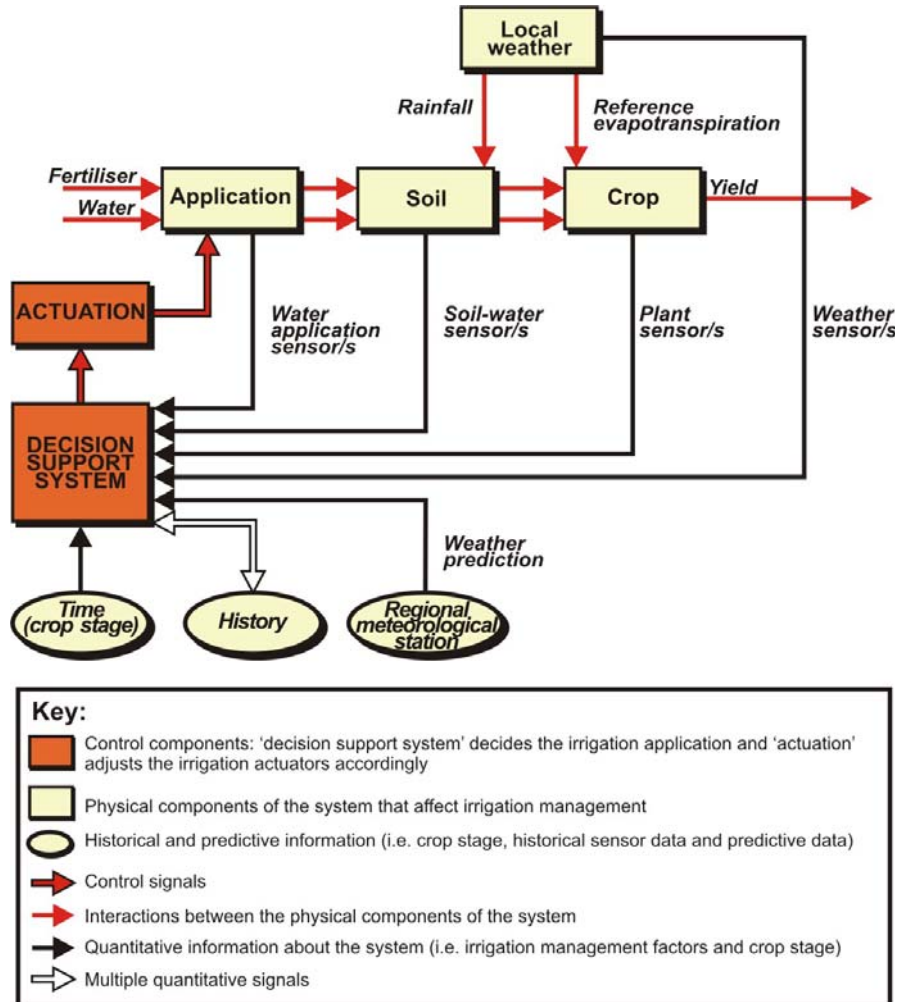 Local
weather
Rainfall
Reference
evapotranspiration
Fertiliser
Water
Application
Soil
Crop
Yield
ACTUATION
Water
application
sensor/s
Soil-water
sensor/s
Plant
sensor/s
Weather
sensor/s
DECISION
SUPPORT
SYSTEM
Weather
prediction
Time
(crop stage)
History
Regional
meteorological
station
Key:
Control components: ‘decision support system’ decides the irrigation application and ‘actuation’
adjusts the irrigation actuators accordingly
Physical components of the system that affect irrigation management
Historical and predictive information (i.e. crop stage, historical sensor data and predictive data)
Control signals
Interactions between the physical components of the system
Quantitative information about the system (i.e. irrigation management factors and crop stage)
Multiple quantitative signals